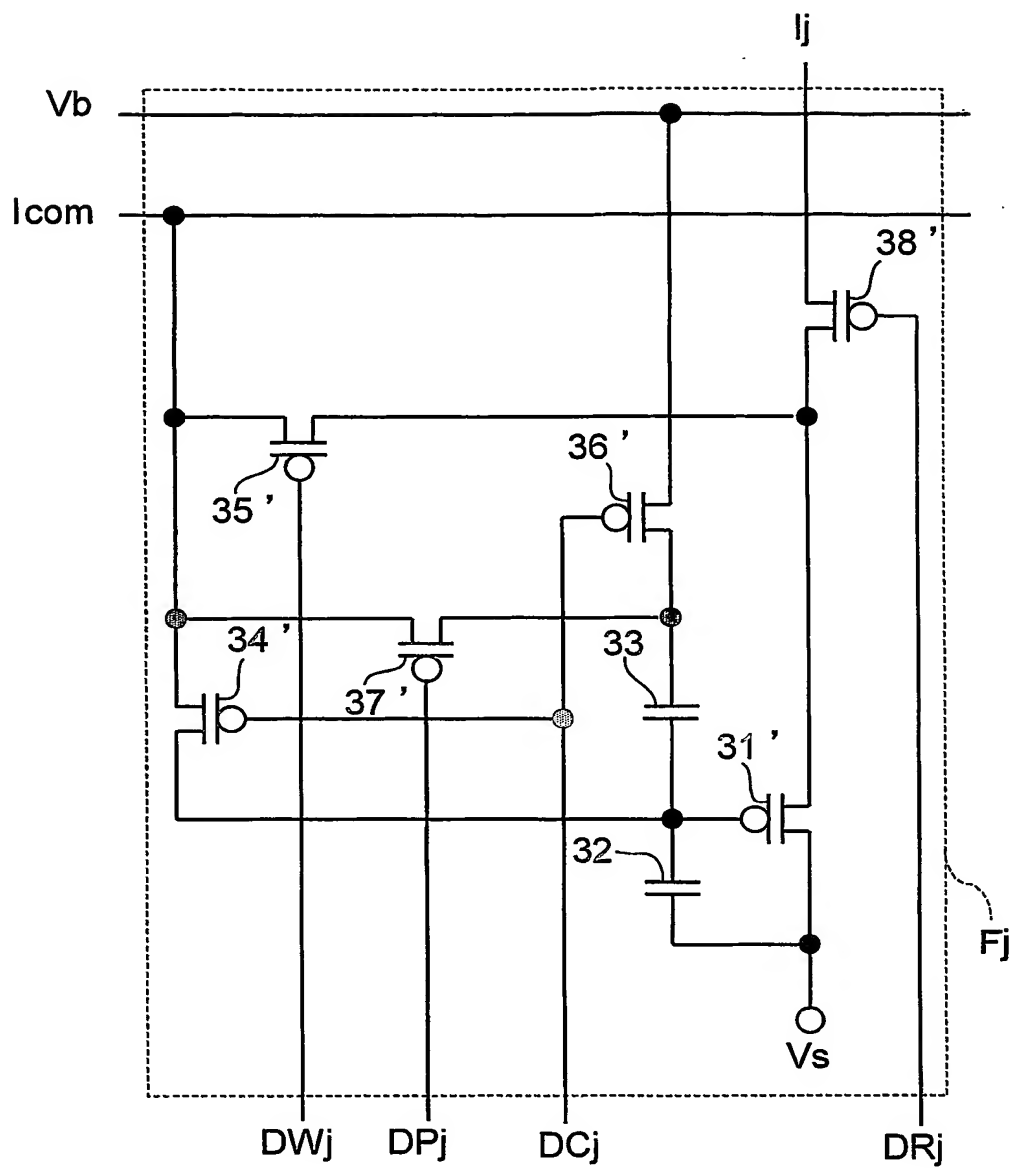 Ij
Vb
Icom
38 '
36 '
35 '
34 '
33
37 '
31 '
32
Fj
Vs
DWj
DPj
DCj
DRj